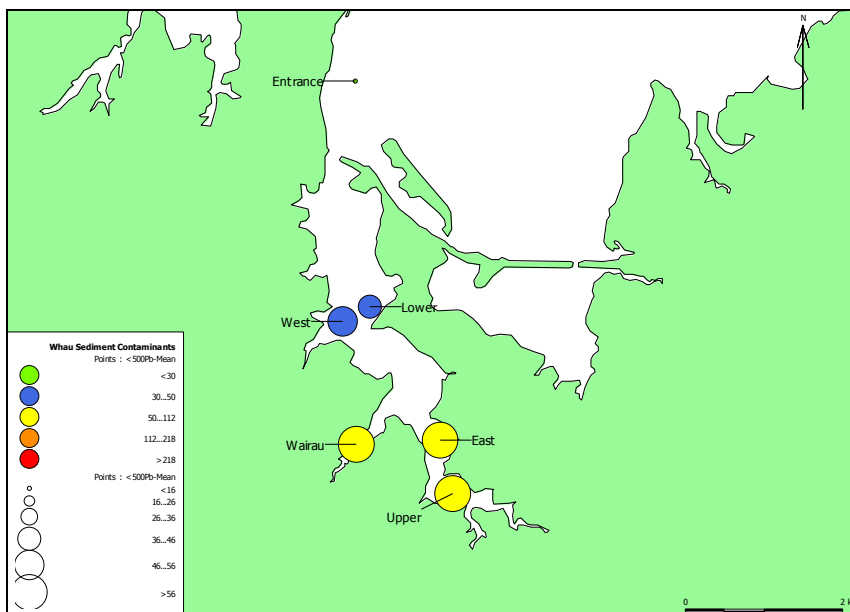 N
Entrance
Lower
West
Wairau
East
Upper
Whau Sediment Contaminants
Points : <500Pb-Mean
<30
30...50
50...112
112...218
>218
Points : <500Pb-Mean
<16
16...26
26...36
36...46
46...56
>56
0 2 k